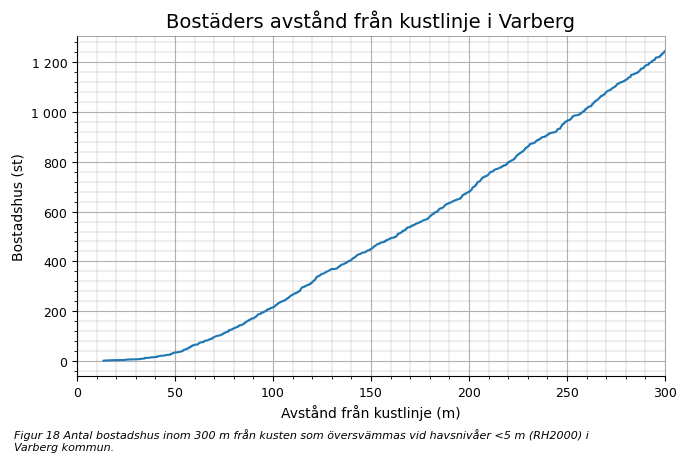 Bostäders avstånd från kustlinje i Varberg
1 200
1 000
800
600
400
200
0
Bostadshus (st)
0 50 100 150 200 250 300
Avstånd från kustlinje (m)
Figur 18 Antal bostadshus inom 300 m från kusten som översvämmas vid havsnivåer <5 m (RH2000) i
Varberg kommun.